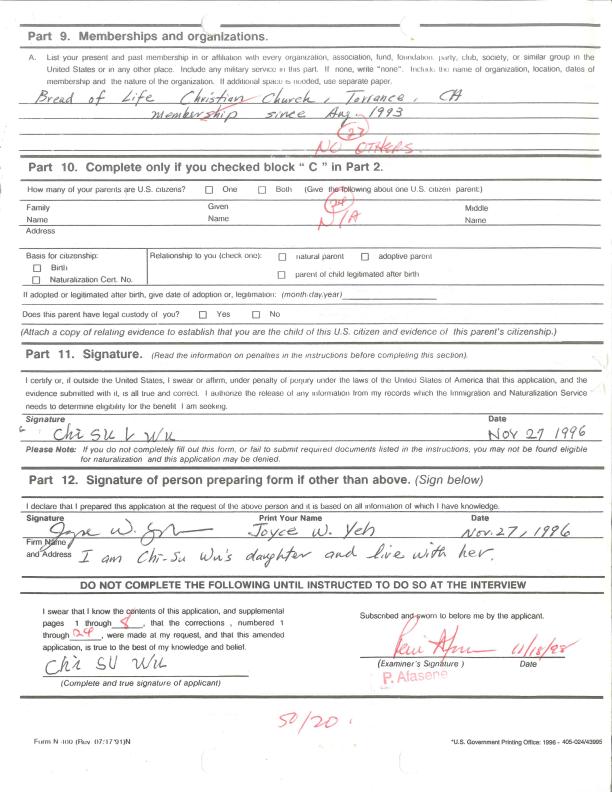 Part 9. Memberships and organizations.
A. List your present and past membership in or affiliation with every organization, association, fund, foundation, party, club, society, or similar group in the
United States or in any other place. Include any military service in this part. If none, write "none". Include the name of organization, location, dates of
membership and the nature of the organization. If additional space is needed, use separate paper.
Bread of Life Christian Church, Torrance, CA
membership since Aug. 1993
23
NO OTHERS.
Part 10. Complete only if you checked block " C " in Part 2.
How many of your parents are U.S. citizens? One Both (Give the following about one U.S. citizen parent:)
Family Name Given Name Middle Name
24
N/A
Address
Basis for citizenship: Relationship to you (check one): natural parent adoptive parent
Birth
Naturalization Cert. No. parent of child legitimated after birth
If adopted or legitimated after birth, give date of adoption or, legitimation: (month/day/year)
Does this parent have legal custody of you? Yes No
(Attach a copy of relating evidence to establish that you are the child of this U.S. citizen and evidence of this parent's citizenship.)
Part 11. Signature. (Read the information on penalties in the instructions before completing this section).
I certify or, if outside the United States, I swear or affirm, under penalty of perjury under the laws of the United States of America that this application, and the
evidence submitted with it, is all true and correct. I authorize the release of any information from my records which the Immigration and Naturalization Service
needs to determine eligibility for the benefit I am seeking.
Signature Date
Chi SU Wu Nov 27 1996
Please Note: If you do not completely fill out this form, or fail to submit required documents listed in the instructions, you may not be found eligible
for naturalization and this application may be denied.
Part 12. Signature of person preparing form if other than above. (Sign below)
I declare that I prepared this application at the request of the above person and it is based on all information of which I have knowledge.
Signature Print Your Name Date
Joyce W. Yeh Nov. 27, 1996
Firm Name
and Address I am Chi-Su Wu's daughter and live with her.
DO NOT COMPLETE THE FOLLOWING UNTIL INSTRUCTED TO DO SO AT THE INTERVIEW
I swear that I know the contents of this application, and supplemental
pages 1 through 8, that the corrections, numbered 1
through 24, were made at my request, and that this amended
application, is true to the best of my knowledge and belief.
Chi SU Wu
(Complete and true signature of applicant)
Subscribed and sworn to before me by the applicant.
11/18/98
(Examiner's Signature ) Date
P. Afasene
50/20.
Form N-400 (Rev. 07/17/91)N
*U.S. Government Printing Office: 1996 - 405-024/43995